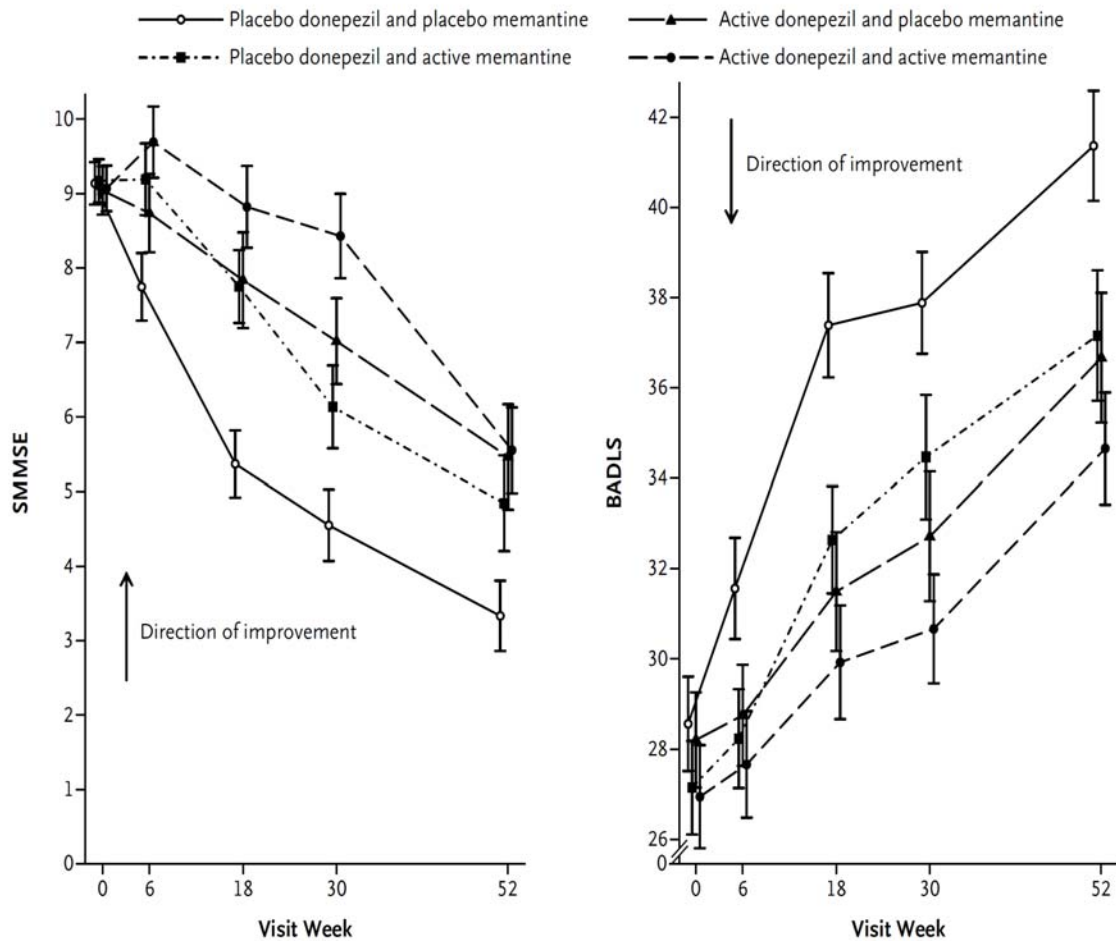 Placebo donepezil and placebo memantine
Active donepezil and placebo memantine
Placebo donepezil and active memantine
Active donepezil and active memantine
10
9
8
7
6
5
4
3
2
1
0
SMMSE
Direction of improvement
0 6 18 30 52
Visit Week
42
40
38
36
34
32
30
28
26
0
BADLS
Direction of improvement
0 6 18 30 52
Visit Week